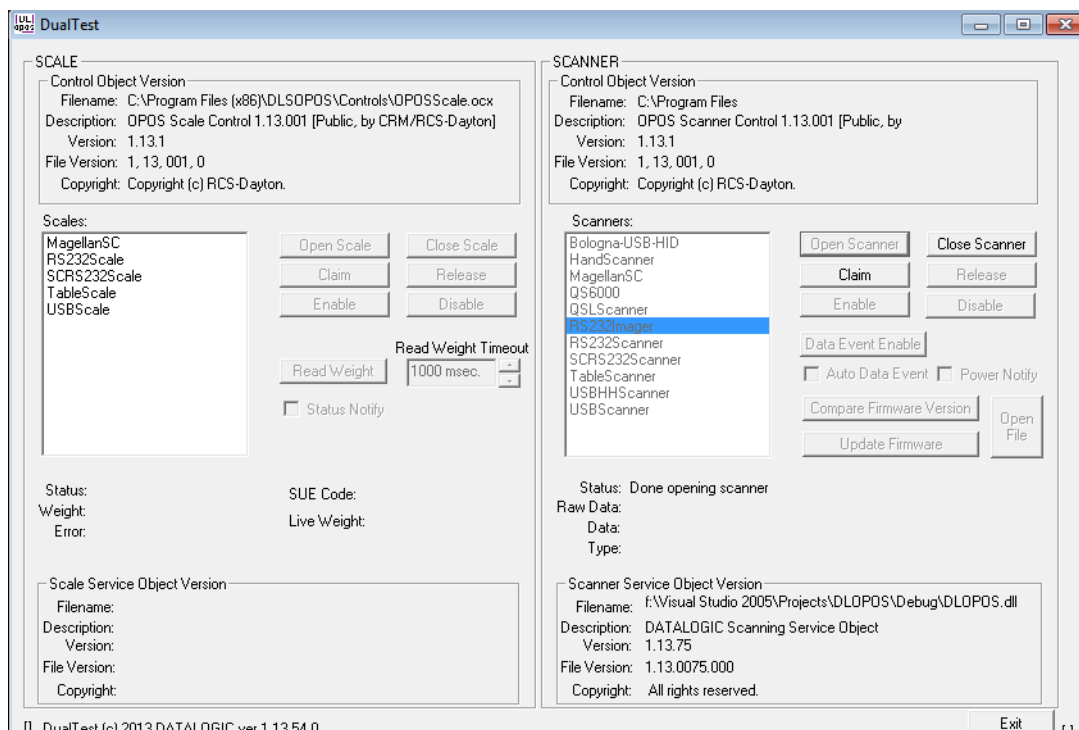 UL
opos
DualTest
SCALE
Control Object Version
Filename: C:\Program Files (x86)\DLSOPOS\Controls\OPOSScale.ocx
Description: OPOS Scale Control 1.13.001 [Public, by CRM/RCS-Dayton]
Version: 1.13.1
File Version: 1, 13, 001, 0
Copyright: Copyright (c) RCS-Dayton.
Scales:
MagellanSC
RS232Scale
SCRS232Scale
TableScale
USBScale
Open Scale Close Scale
Claim Release
Enable Disable
Read Weight Timeout
Read Weight 1000 msec.
Status Notify
Status:
Weight:
Error:
SUE Code:
Live Weight:
Scale Service Object Version
Filename:
Description:
Version:
File Version:
Copyright:
SCANNER
Control Object Version
Filename: C:\Program Files
Description: OPOS Scanner Control 1.13.001 [Public, by
Version: 1.13.1
File Version: 1, 13, 001, 0
Copyright: Copyright (c) RCS-Dayton.
Scanners:
Bologna-USB-HID
HandScanner
MagellanSC
QS6000
QSLScanner
RS232Imager
RS232Scanner
SCRS232Scanner
TableScanner
USBHHScanner
USBScanner
Open Scanner Close Scanner
Claim Release
Enable Disable
Data Event Enable
Auto Data Event Power Notify
Compare Firmware Version
Update Firmware
Open
File
Status: Done opening scanner
Raw Data:
Data:
Type:
Scanner Service Object Version
Filename: f:\Visual Studio 2005\Projects\DLOPOS\Debug\DLOPOS.dll
Description: DATALOGIC Scanning Service Object
Version: 1.13.75
File Version: 1.13.0075.000
Copyright: All rights reserved.
[] DualTest (c) 2013 DATALOGIC ver 1.13.54.0
Exit
[ ]